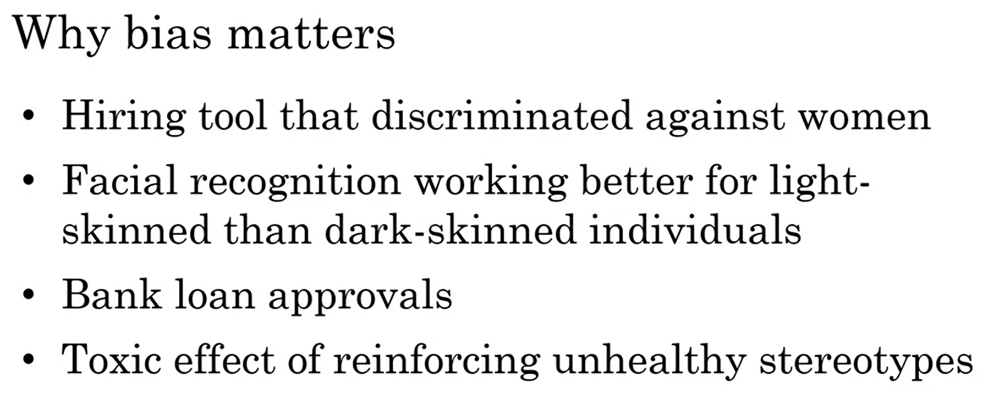 Why bias matters
• Hiring tool that discriminated against women
• Facial recognition working better for light-
skinned than dark-skinned individuals
• Bank loan approvals
• Toxic effect of reinforcing unhealthy stereotypes